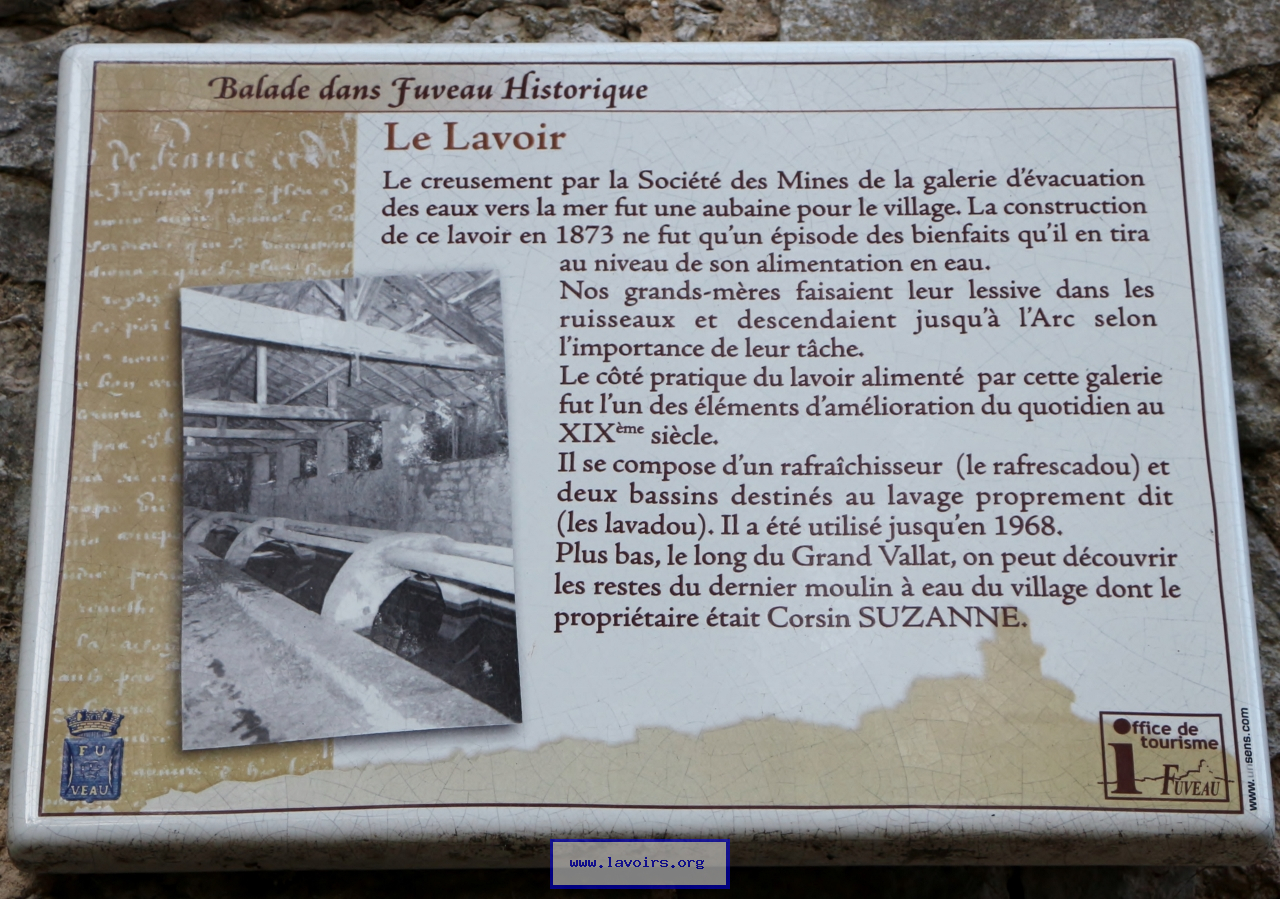 Balade dans Fuveau Historique
Le Lavoir
Le creusement par la Société des Mines de la galerie d'évacuation
des eaux vers la mer fut une aubaine pour le village. La construction
de ce lavoir en 1873 ne fut qu'un épisode des bienfaits qu'il en tira
au niveau de son alimentation en eau.
Nos grands-mères faisaient leur lessive dans les
ruisseaux et descendaient jusqu'à l'Arc selon
l'importance de leur tâche.
Le côté pratique du lavoir alimenté par cette galerie
fut l'un des éléments d'amélioration du quotidien au
XIXème siècle.
Il se compose d'un rafraîchisseur (le rafrescadou) et
deux bassins destinés au lavage proprement dit
(les lavadou). Il a été utilisé jusqu'en 1968.
Plus bas, le long du Grand Vallat, on peut découvrir
les restes du dernier moulin à eau du village dont le
propriétaire était Corsin SUZANNE.
FU
VEAU
office de
tourisme
FUVEAU
www.unsens.com
www.lavoirs.org